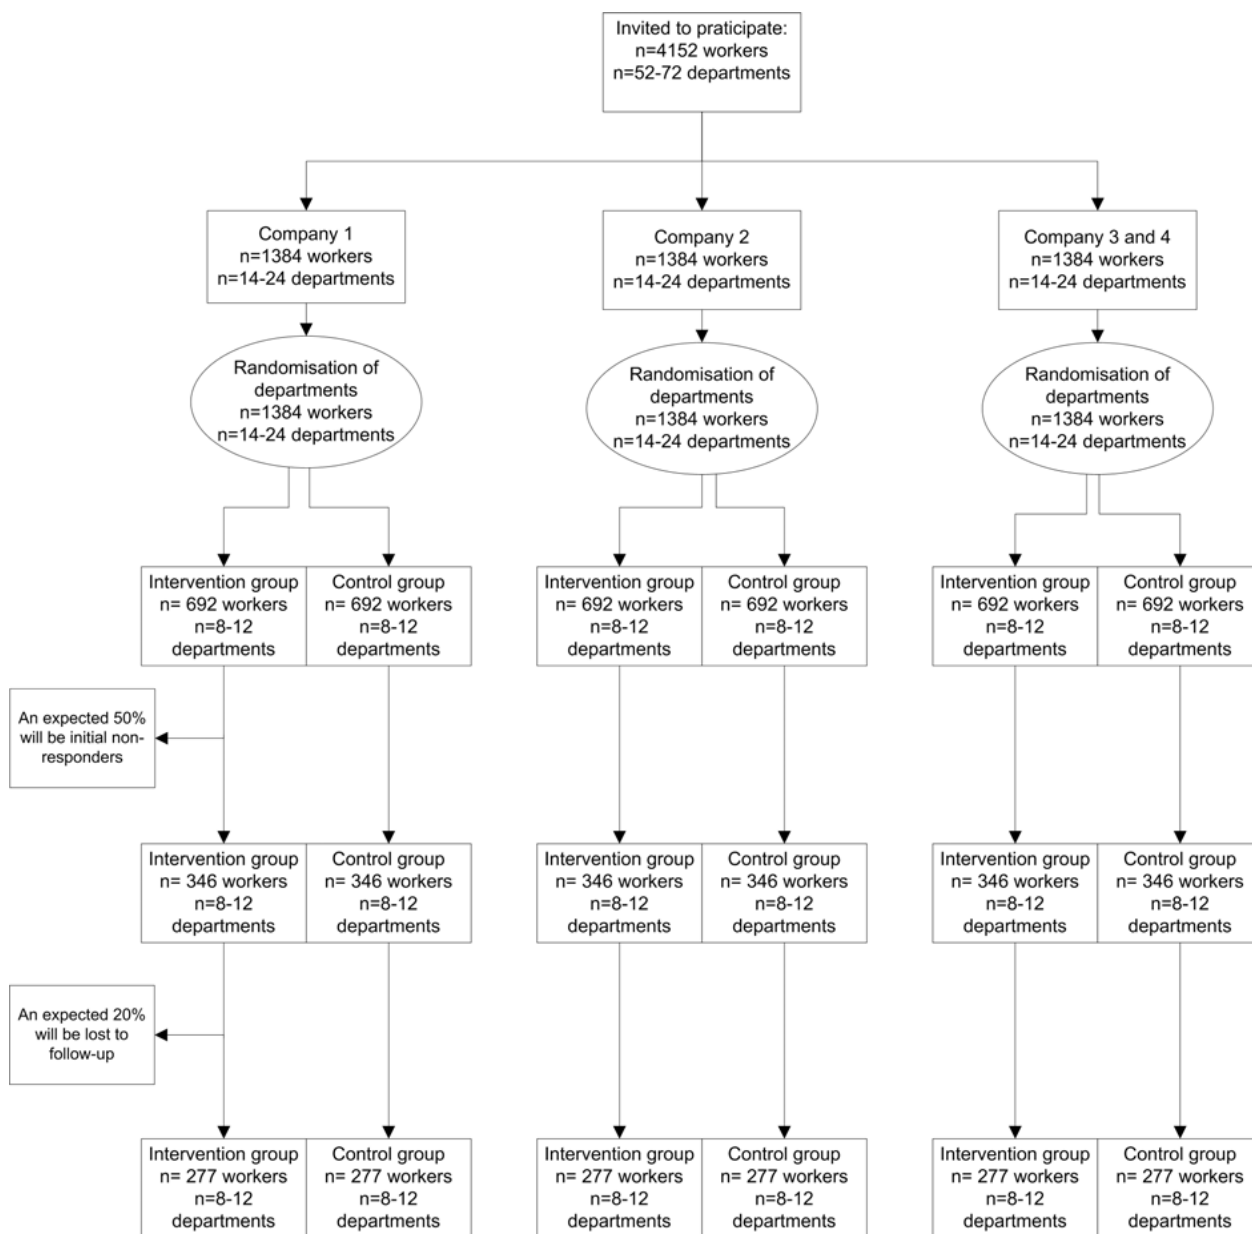 Invited to praticipate:
n=4152 workers
n=52-72 departments
Company 1
n=1384 workers
n=14-24 departments
Company 2
n=1384 workers
n=14-24 departments
Company 3 and 4
n=1384 workers
n=14-24 departments
Randomisation of
departments
n=1384 workers
n=14-24 departments
Randomisation of
departments
n=1384 workers
n=14-24 departments
Randomisation of
departments
n=1384 workers
n=14-24 departments
Intervention group
n= 692 workers
n=8-12
departments
Control group
n= 692 workers
n=8-12
departments
Intervention group
n= 692 workers
n=8-12
departments
Control group
n= 692 workers
n=8-12
departments
Intervention group
n= 692 workers
n=8-12
departments
Control group
n= 692 workers
n=8-12
departments
An expected 50%
will be initial non-
responders
Intervention group
n= 346 workers
n=8-12
departments
Control group
n= 346 workers
n=8-12
departments
Intervention group
n= 346 workers
n=8-12
departments
Control group
n= 346 workers
n=8-12
departments
Intervention group
n= 346 workers
n=8-12
departments
Control group
n= 346 workers
n=8-12
departments
An expected 20%
will be lost to
follow-up
Intervention group
n= 277 workers
n=8-12
departments
Control group
n= 277 workers
n=8-12
departments
Intervention group
n= 277 workers
n=8-12
departments
Control group
n= 277 workers
n=8-12
departments
Intervention group
n= 277 workers
n=8-12
departments
Control group
n= 277 workers
n=8-12
departments